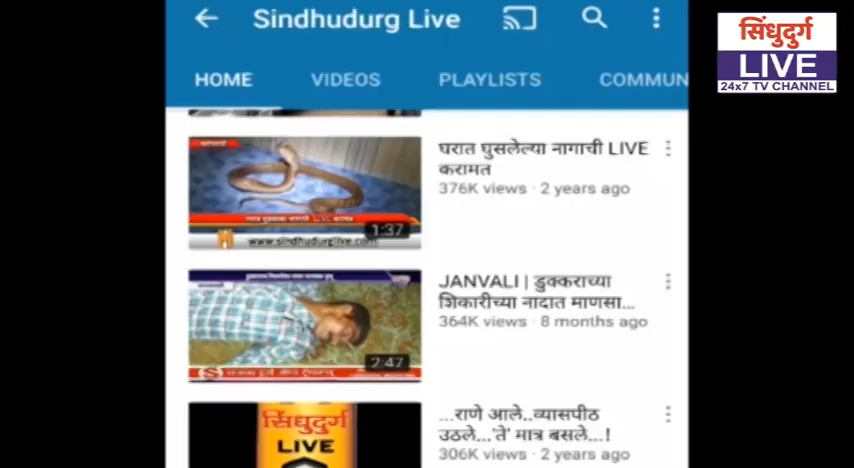 Sindhudurg Live
सिंधुदुर्ग
LIVE
24x7 TV CHANNEL
HOME VIDEOS PLAYLISTS COMMUN
घरात घुसलेल्या नागाची LIVE
करामत
376K views · 2 years ago
1:37
www.sindhudurglive.com
JANVALI | डुक्कराच्या
शिकारीच्या नादात माणसा...
364K views · 8 months ago
2:47
...राणे आले..व्यासपीठ
उठले...'ते' मात्र बसले...!
306K views · 2 years ago
सिंधुदुर्ग
LIVE